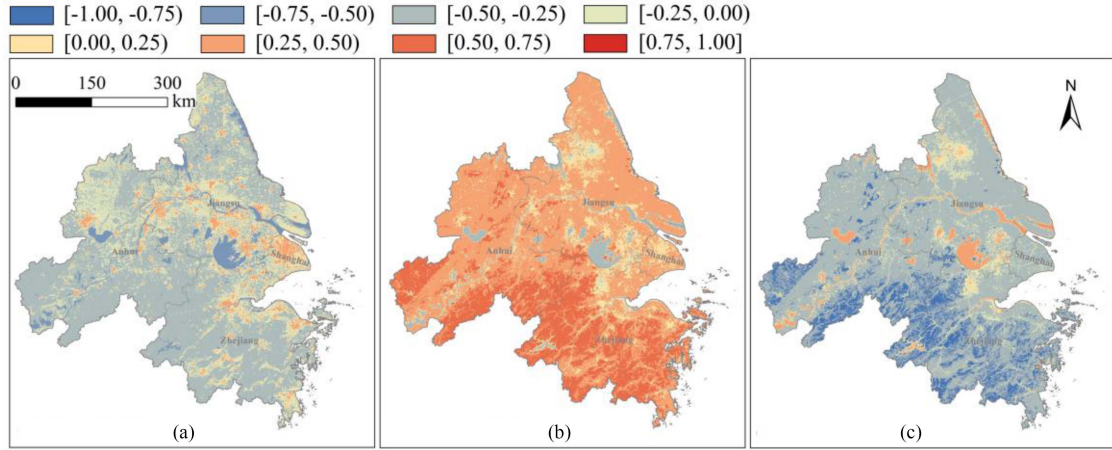 [-1.00, -0.75) [-0.75, -0.50) [-0.50, -0.25) [-0.25, 0.00)
[0.00, 0.25) [0.25, 0.50) [0.50, 0.75) [0.75, 1.00]
0 150 300
km
Jiangsu
Anhui
Shanghai
Zhejiang
(a)
Jiangsu
Anhui
Shanghai
Zhejiang
(b)
N
Jiangsu
Anhui
Shanghai
Zhejiang
(c)